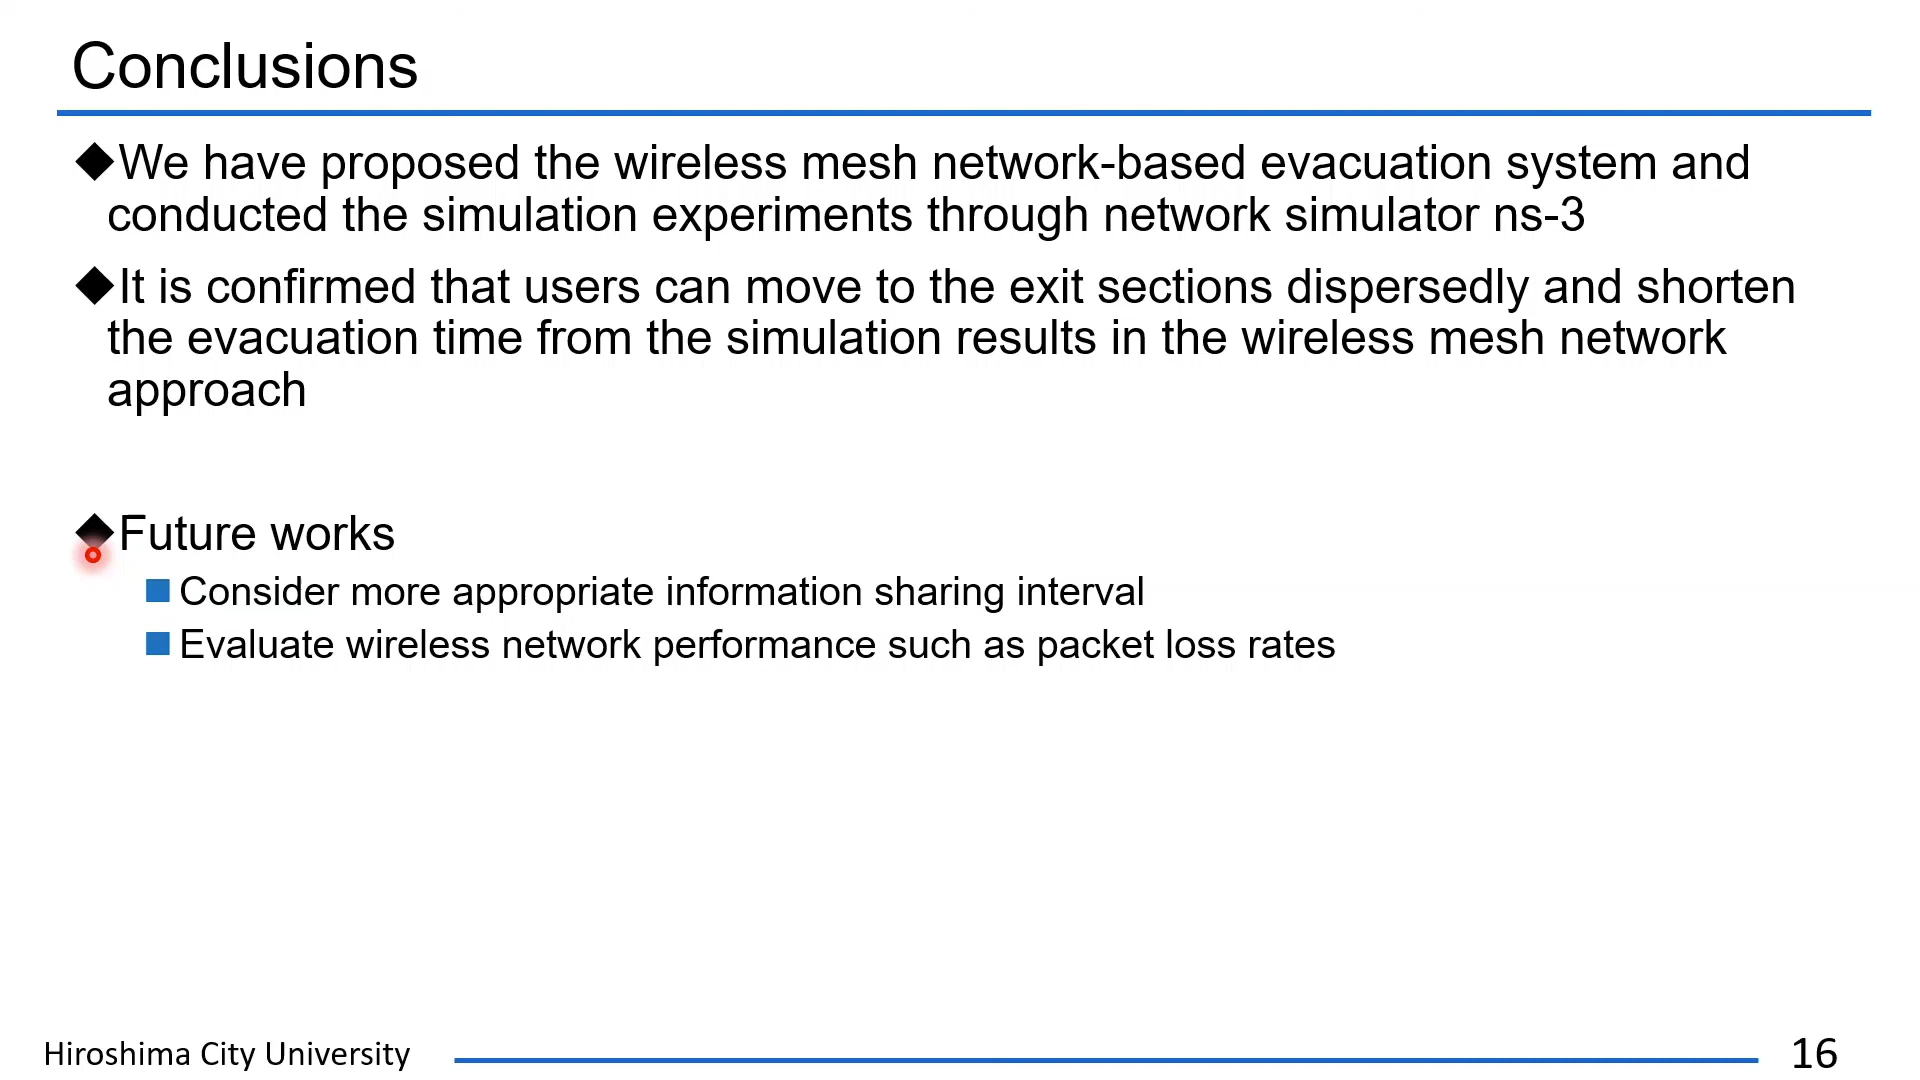 Conclusions
◆We have proposed the wireless mesh network-based evacuation system and
conducted the simulation experiments through network simulator ns-3
◆It is confirmed that users can move to the exit sections dispersedly and shorten
the evacuation time from the simulation results in the wireless mesh network
approach
◆Future works
■Consider more appropriate information sharing interval
■Evaluate wireless network performance such as packet loss rates
Hiroshima City University
16